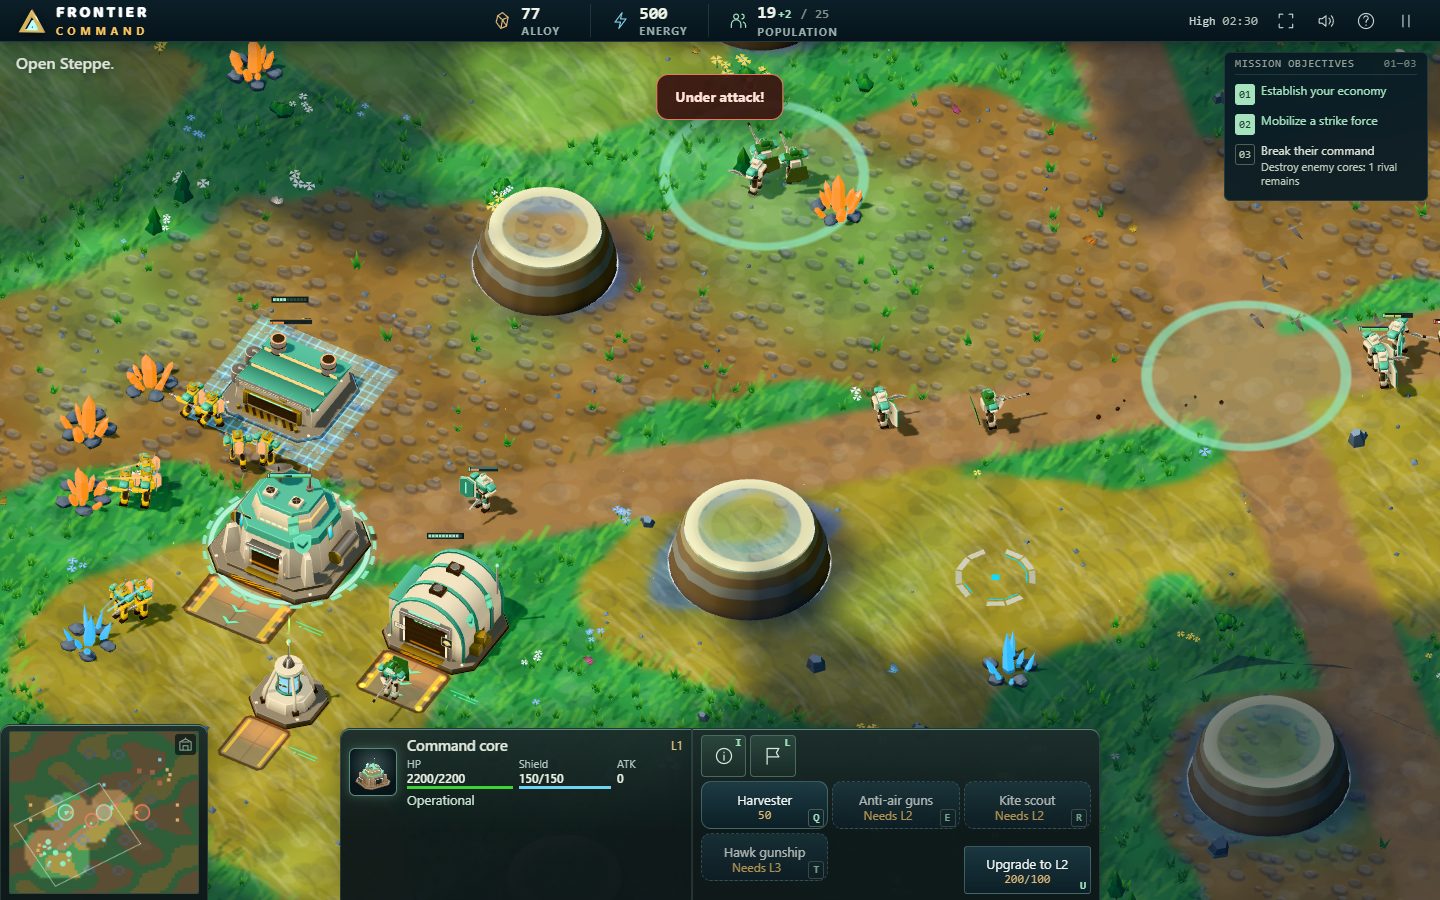 FRONTIER
COMMAND
77
ALLOY
500
ENERGY
19 +2 / 25
POPULATION
High 02:30
Open Steppe.
Under attack!
MISSION OBJECTIVES 01—03
01 Establish your economy
02 Mobilize a strike force
03 Break their command
Destroy enemy cores: 1 rival
remains
Command core L1
HP Shield ATK
2200/2200 150/150 0
Operational
I L
Harvester
50 Q
Anti-air guns
Needs L2 E
Kite scout
Needs L2 R
Hawk gunship
Needs L3 T
Upgrade to L2
200/100 U